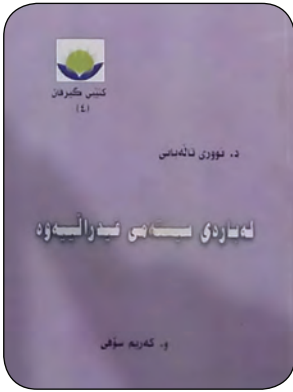 کتێبی گیرفان
(٤)
د. نووری تاڵەبانی
لەبارەی سیستەمی فیدراڵییەوە
و. کەریم سۆفی